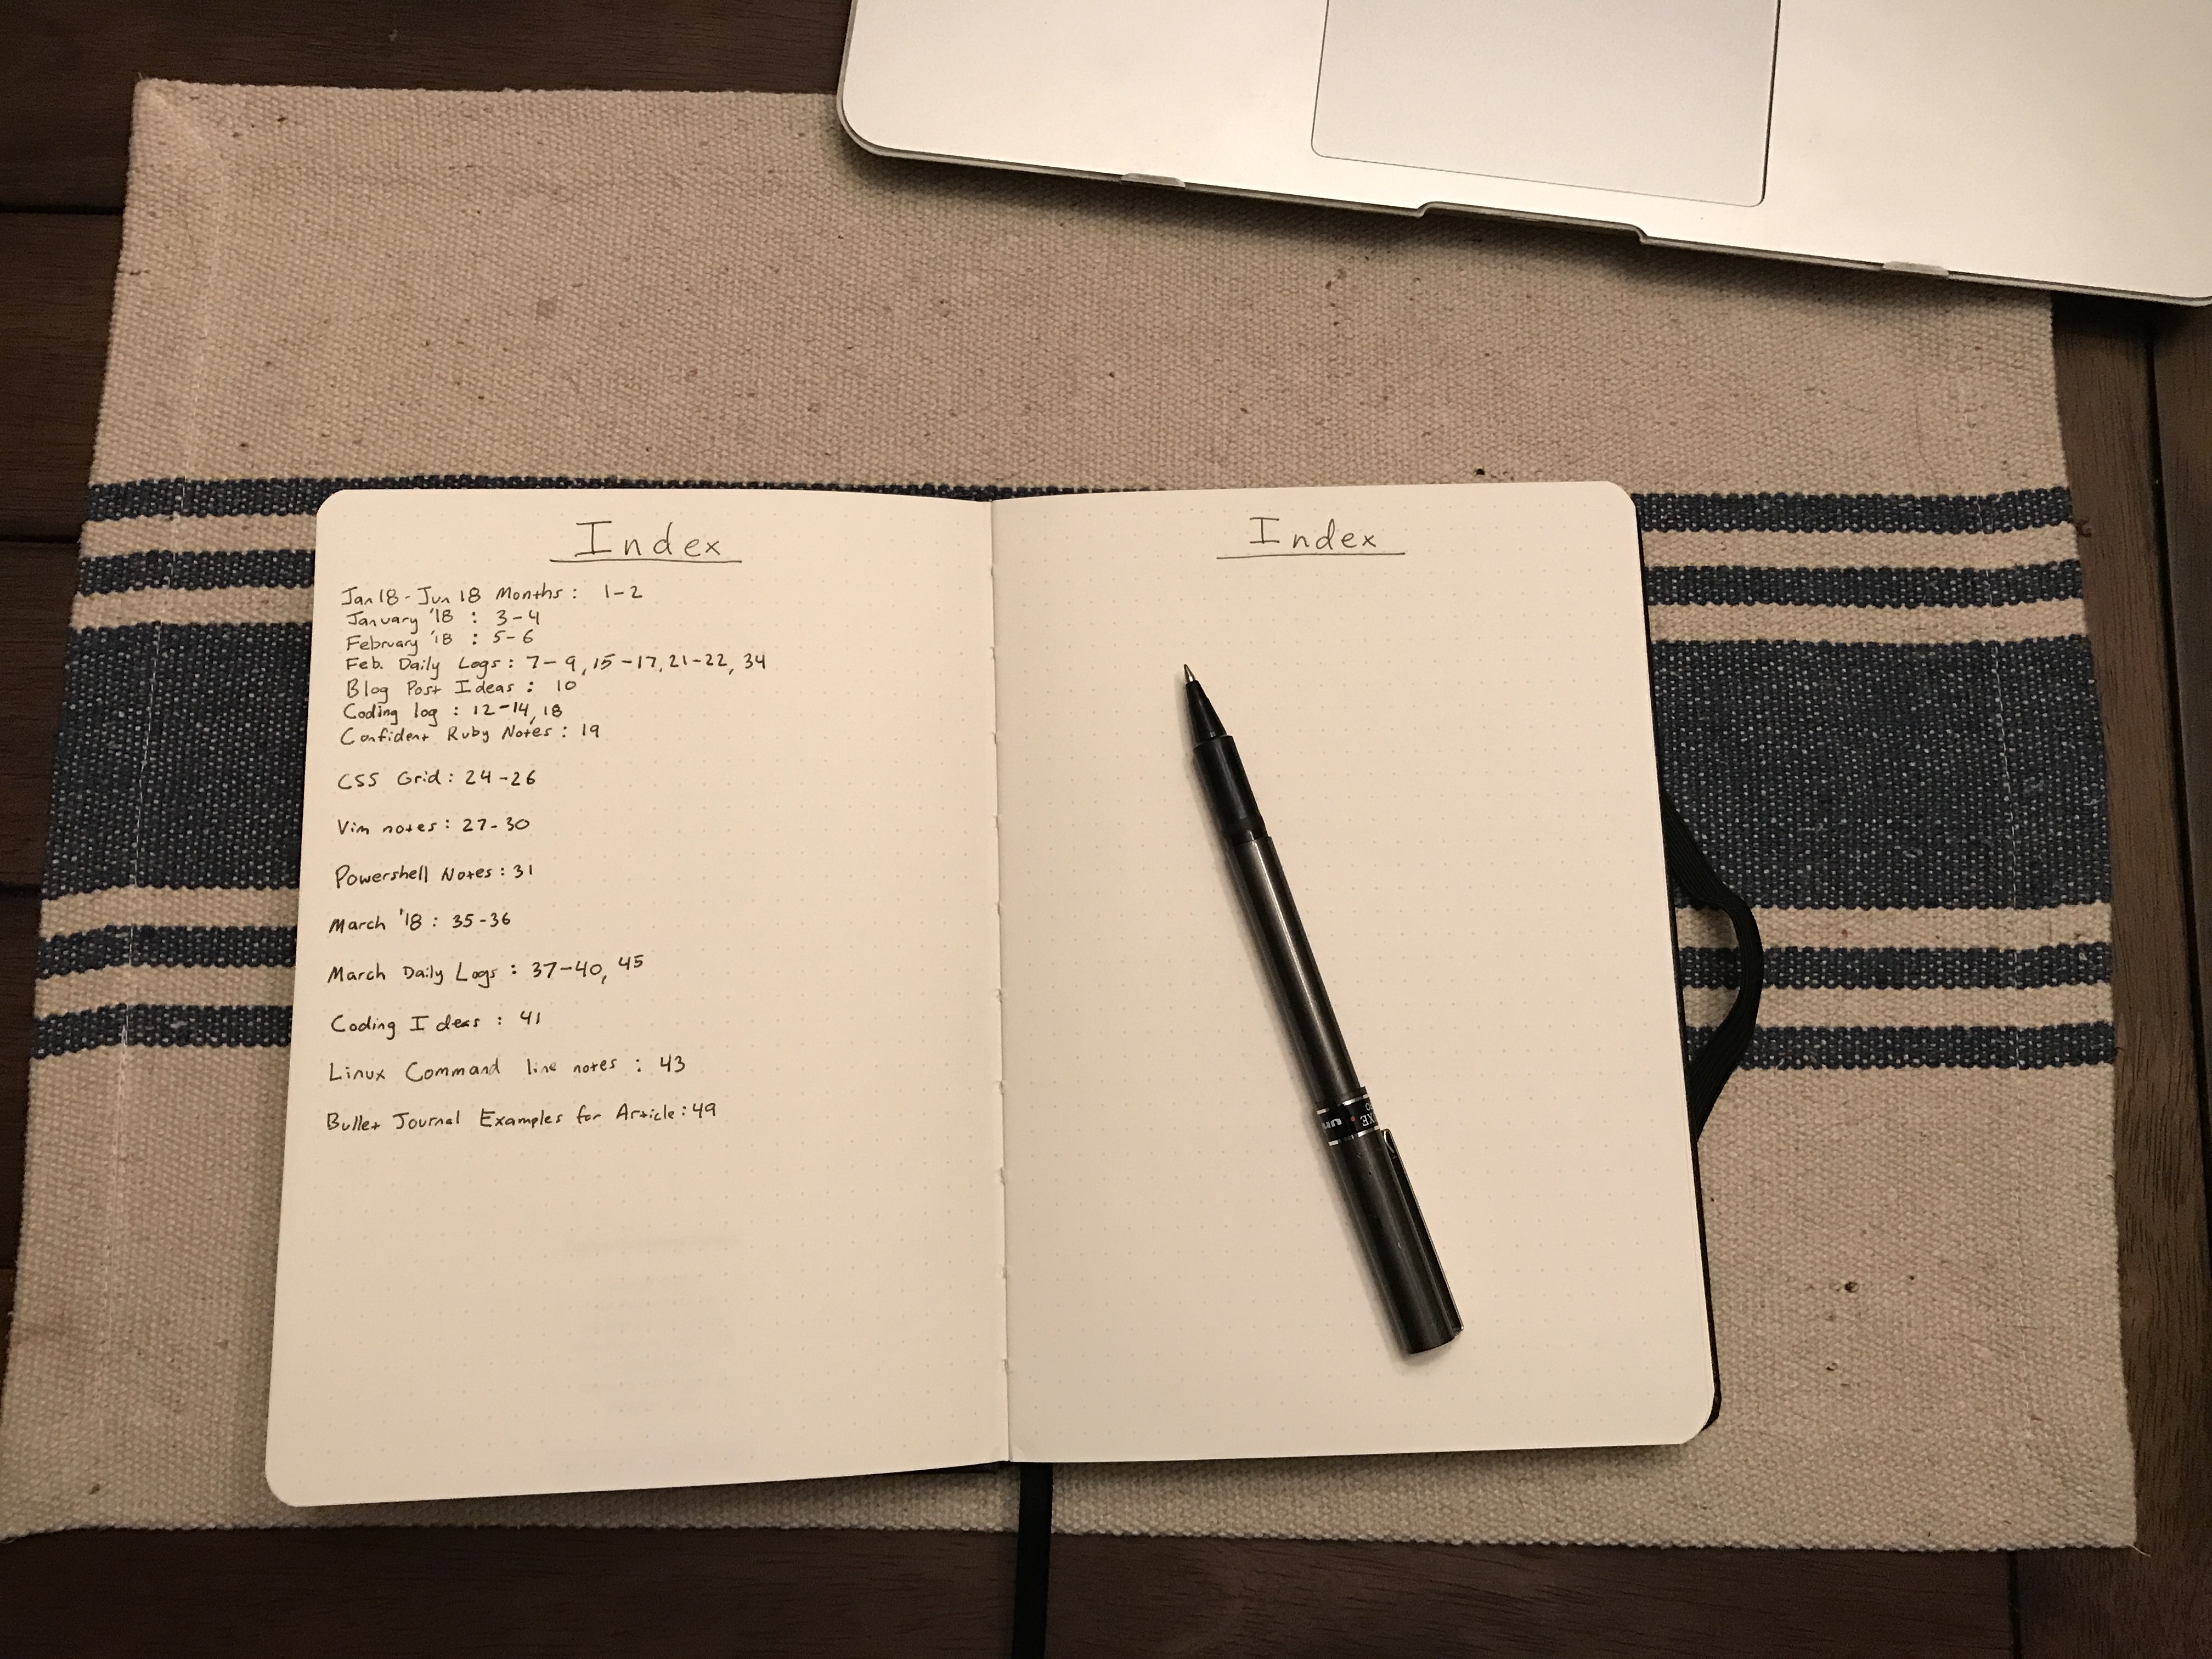 Index
Jan 18 - Jun 18 Months : 1-2
January '18 : 3-4
February '18 : 5-6
Feb. Daily Logs : 7-9, 15-17, 21-22, 34
Blog Post Ideas : 10
Coding log : 12-14, 18
Confident Ruby Notes : 19
CSS Grid : 24-26
Vim notes : 27-30
Powershell Notes : 31
March '18 : 35-36
March Daily Logs : 37-40, 45
Coding Ideas : 41
Linux Command line notes : 43
Bullet Journal Examples for Article : 49
Index